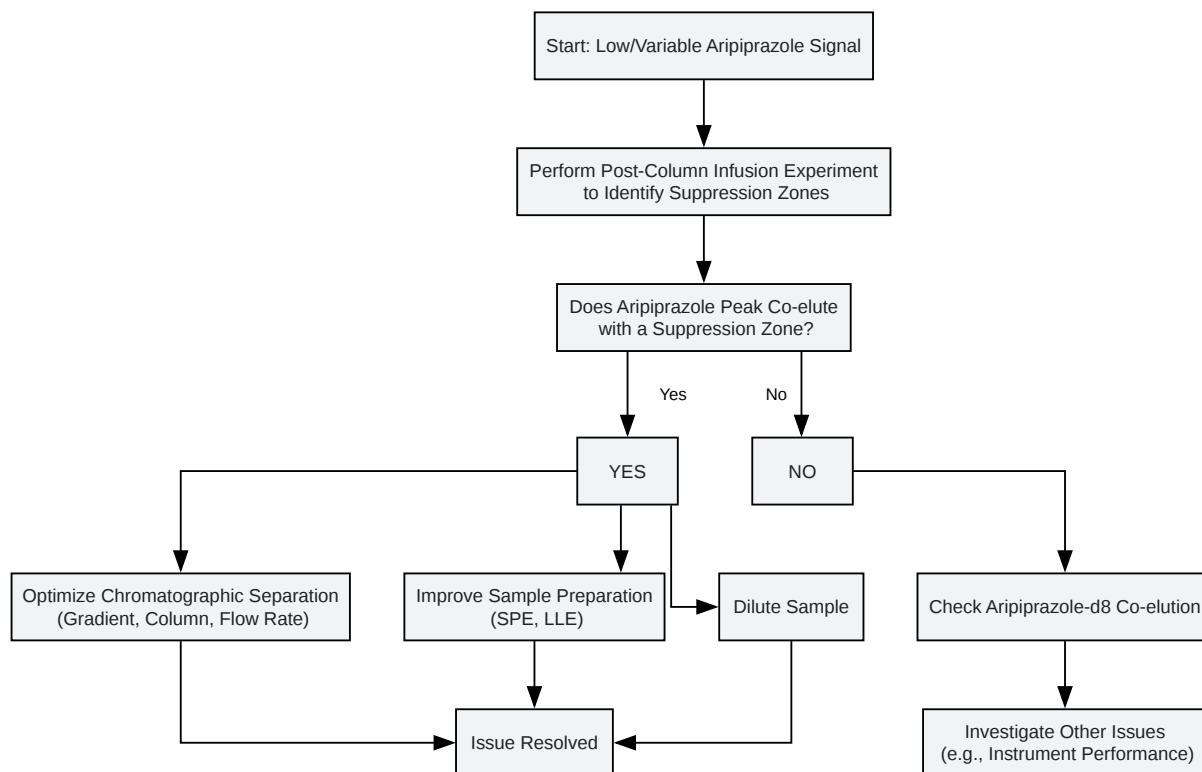 Start: Low/Variable Aripiprazole Signal
Perform Post-Column Infusion Experiment
to Identify Suppression Zones
Does Aripiprazole Peak Co-elute
with a Suppression Zone?
Yes
No
YES
NO
Optimize Chromatographic Separation
(Gradient, Column, Flow Rate)
Improve Sample Preparation
(SPE, LLE)
Dilute Sample
Check Aripiprazole-d8 Co-elution
Issue Resolved
Investigate Other Issues
(e.g., Instrument Performance)